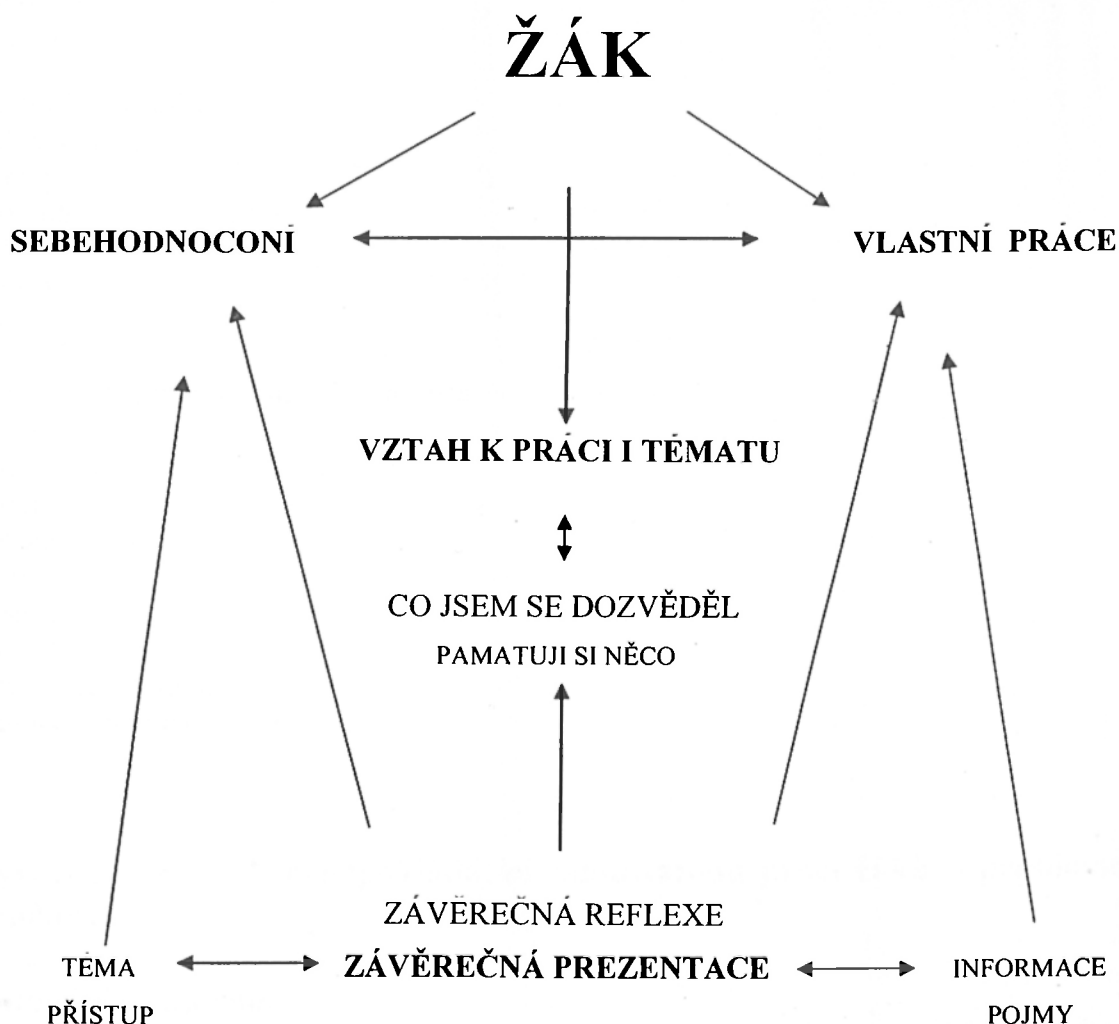 ŽÁK
SEBEHODNOCONÍ
VLASTNÍ PRÁCE
VZTAH K PRÁCI I TÉMATU
CO JSEM SE DOZVĚDĚL
PAMATUJI SI NĚCO
ZÁVĚREČNÁ REFLEXE
TÉMA
ZÁVĚREČNÁ PREZENTACE
INFORMACE
PŘÍSTUP
POJMY